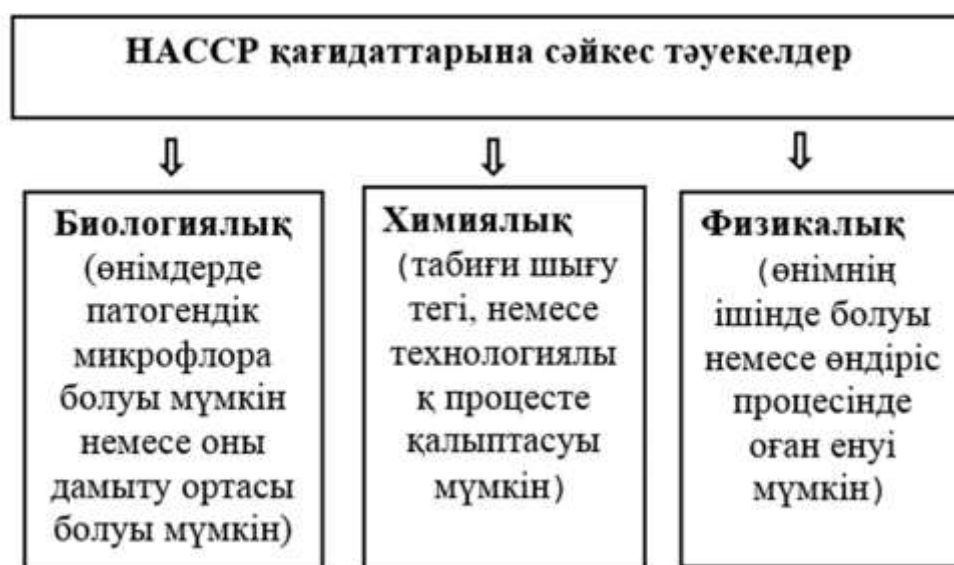 НАССР қағидаттарына сәйкес тәуекелдер
Биологиялық
(өнімдерде
патогендік
микрофлора
болуы мүмкін
немесе оны
дамыту ортасы
болуы мүмкін)
Химиялық
(табиғи шығу
тегі, немесе
технологиялы
қ процесте
қалыптасуы
мүмкін)
Физикалық
(өнімнің
ішінде болуы
немесе өндіріс
процесінде
оған енуі
мүмкін)